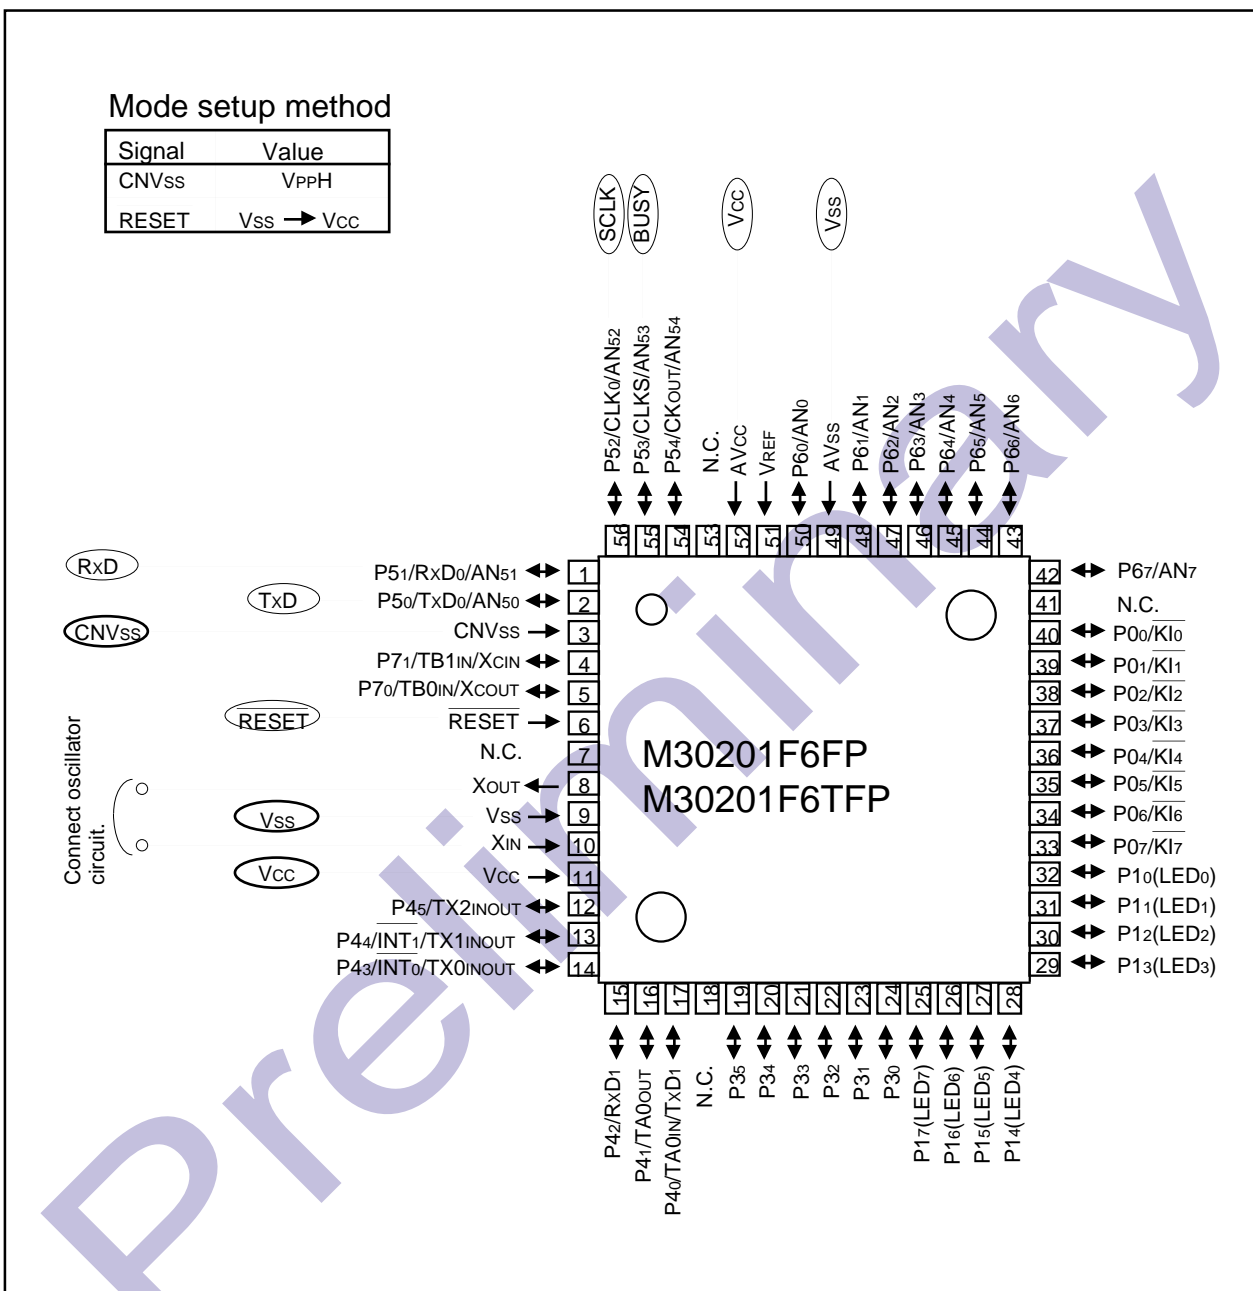 Mode setup method
Signal Value
CNVss VPPH
RESET Vss → Vcc
SCLK
BUSY
Vcc
Vss
P52/CLK0/AN52
P53/CLKS/AN53
P54/CKOUT/AN54
N.C.
AVcc
VREF
P60/AN0
AVss
P61/AN1
P62/AN2
P63/AN3
P64/AN4
P65/AN5
P66/AN6
56 55 54 53 52 51 50 49 48 47 46 45 44 43
RxD
P51/RxD0/AN51 1
TxD
P50/TxD0/AN50 2
CNVss
CNVss 3
P71/TB1IN/XCIN 4
P70/TB0IN/XCOUT 5
RESET
RESET 6
N.C. 7
Connect oscillator
circuit.
XOUT 8
Vss
Vss 9
XIN 10
Vcc
Vcc 11
P45/TX2INOUT 12
P44/INT1/TX1INOUT 13
P43/INT0/TX0INOUT 14
M30201F6FP
M30201F6TFP
42 P67/AN7
41 N.C.
40 P00/KI0
39 P01/KI1
38 P02/KI2
37 P03/KI3
36 P04/KI4
35 P05/KI5
34 P06/KI6
33 P07/KI7
32 P10(LED0)
31 P11(LED1)
30 P12(LED2)
29 P13(LED3)
15 16 17 18 19 20 21 22 23 24 25 26 27 28
P42/RxD1
P41/TA0OUT
P40/TA0IN/TxD1
N.C.
P35
P34
P33
P32
P31
P30
P17(LED7)
P16(LED6)
P15(LED5)
P14(LED4)
Preliminary